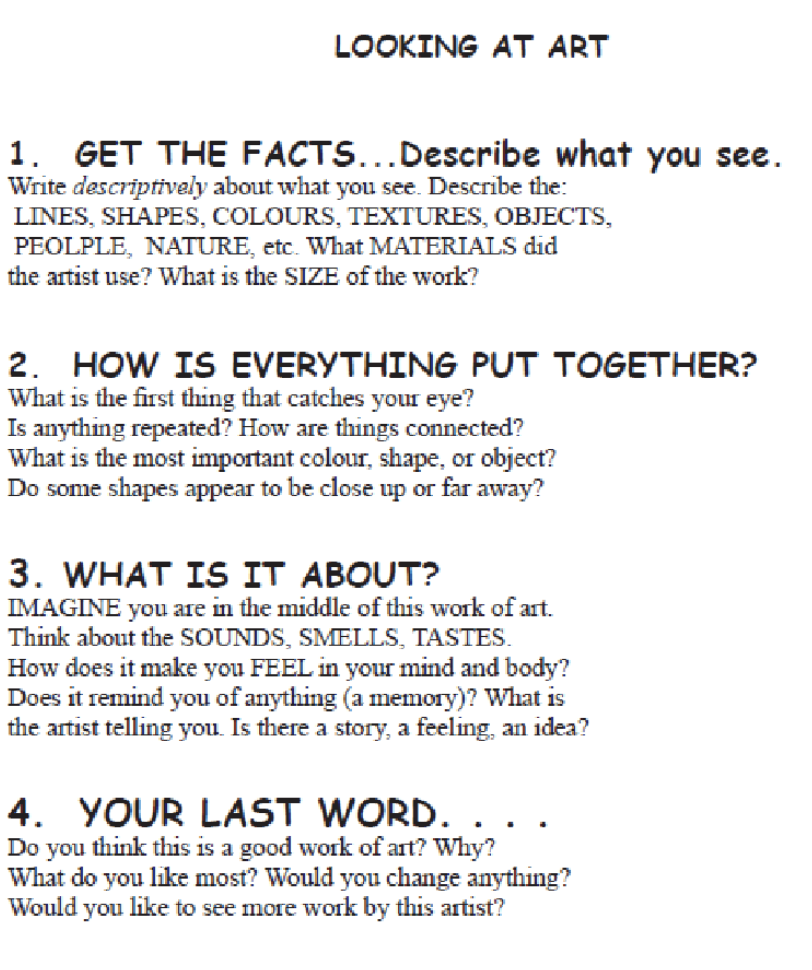 LOOKING AT ART
1. GET THE FACTS...Describe what you see.
Write descriptively about what you see. Describe the:
LINES, SHAPES, COLOURS, TEXTURES, OBJECTS,
PEOLPLE, NATURE, etc. What MATERIALS did
the artist use? What is the SIZE of the work?
2. HOW IS EVERYTHING PUT TOGETHER?
What is the first thing that catches your eye?
Is anything repeated? How are things connected?
What is the most important colour, shape, or object?
Do some shapes appear to be close up or far away?
3. WHAT IS IT ABOUT?
IMAGINE you are in the middle of this work of art.
Think about the SOUNDS, SMELLS, TASTES.
How does it make you FEEL in your mind and body?
Does it remind you of anything (a memory)? What is
the artist telling you. Is there a story, a feeling, an idea?
4. YOUR LAST WORD. . . .
Do you think this is a good work of art? Why?
What do you like most? Would you change anything?
Would you like to see more work by this artist?